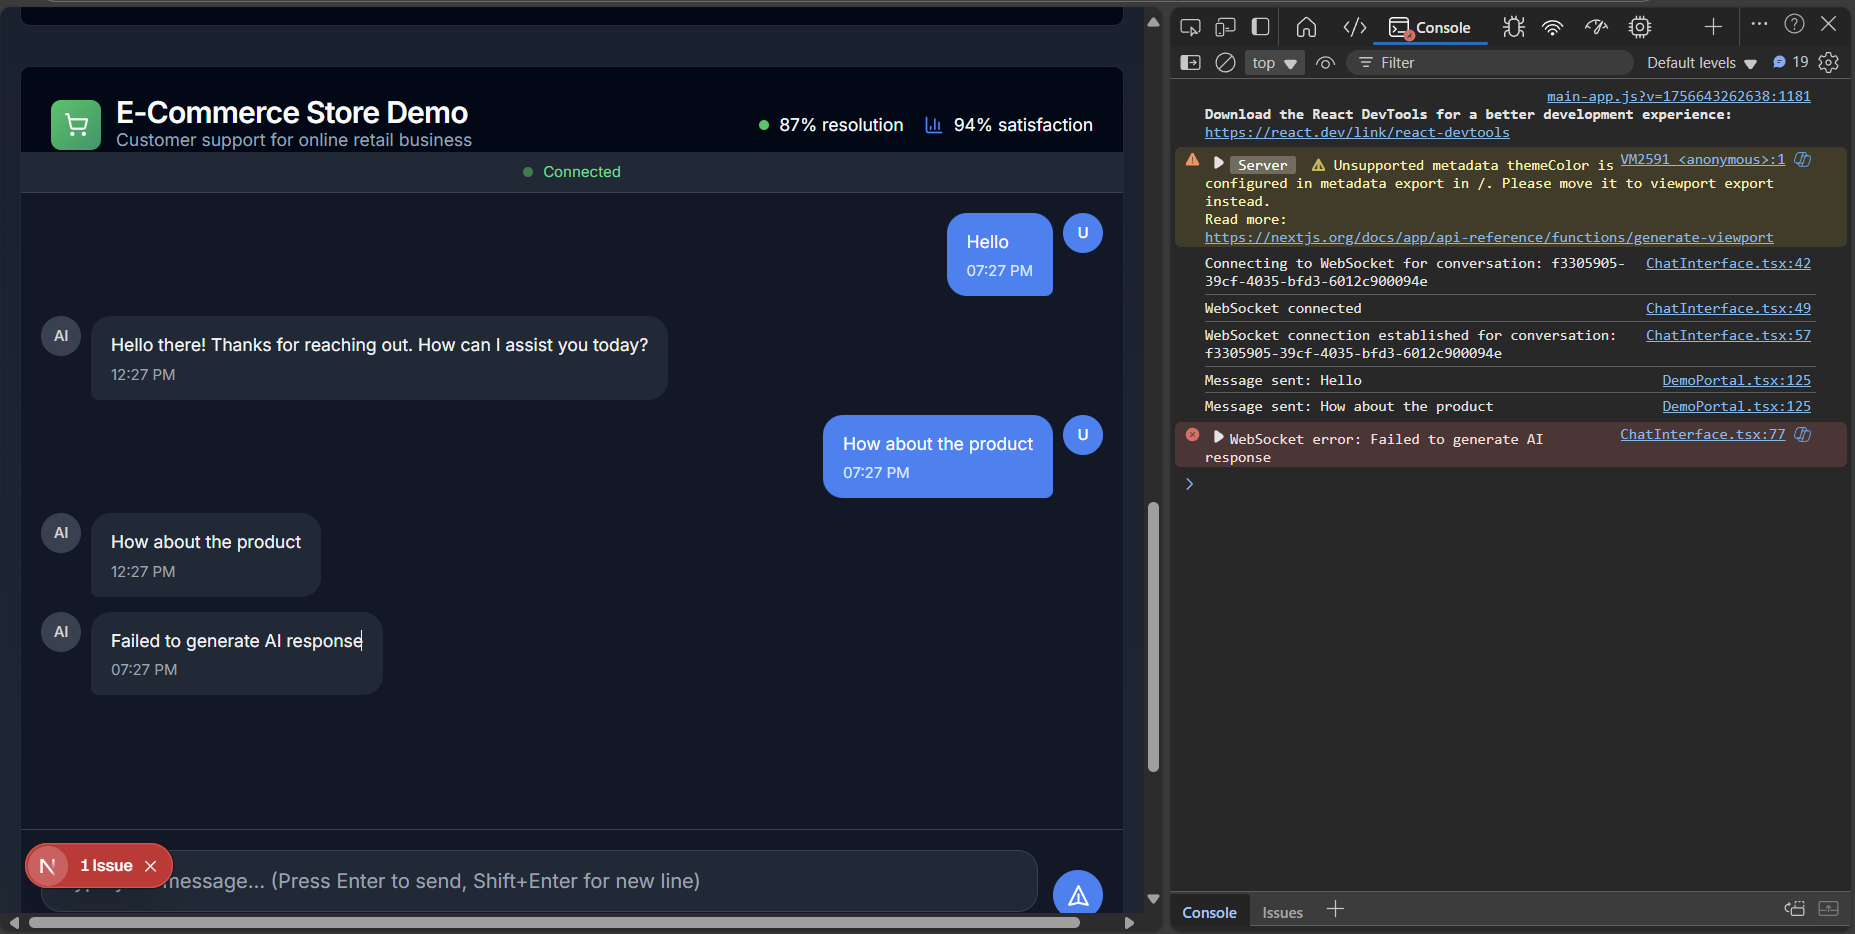 E-Commerce Store Demo
Customer support for online retail business
87% resolution
94% satisfaction
Connected
Hello
07:27 PM
U
AI
Hello there! Thanks for reaching out. How can I assist you today?
12:27 PM
How about the product
07:27 PM
U
AI
How about the product
12:27 PM
AI
Failed to generate AI response
07:27 PM
N
1 Issue
message... (Press Enter to send, Shift+Enter for new line)
Console
top
Filter
Default levels
19
main-app.js?v=1756643262638:1181
Download the React DevTools for a better development experience:
https://react.dev/link/react-devtools
Server ⚠ Unsupported metadata themeColor is VM2591 <anonymous>:1
configured in metadata export in /. Please move it to viewport export
instead.
Read more:
https://nextjs.org/docs/app/api-reference/functions/generate-viewport
Connecting to WebSocket for conversation: f3305905- ChatInterface.tsx:42
39cf-4035-bfd3-6012c900094e
WebSocket connected ChatInterface.tsx:49
WebSocket connection established for conversation: ChatInterface.tsx:57
f3305905-39cf-4035-bfd3-6012c900094e
Message sent: Hello DemoPortal.tsx:125
Message sent: How about the product DemoPortal.tsx:125
WebSocket error: Failed to generate AI ChatInterface.tsx:77
response
Console
Issues